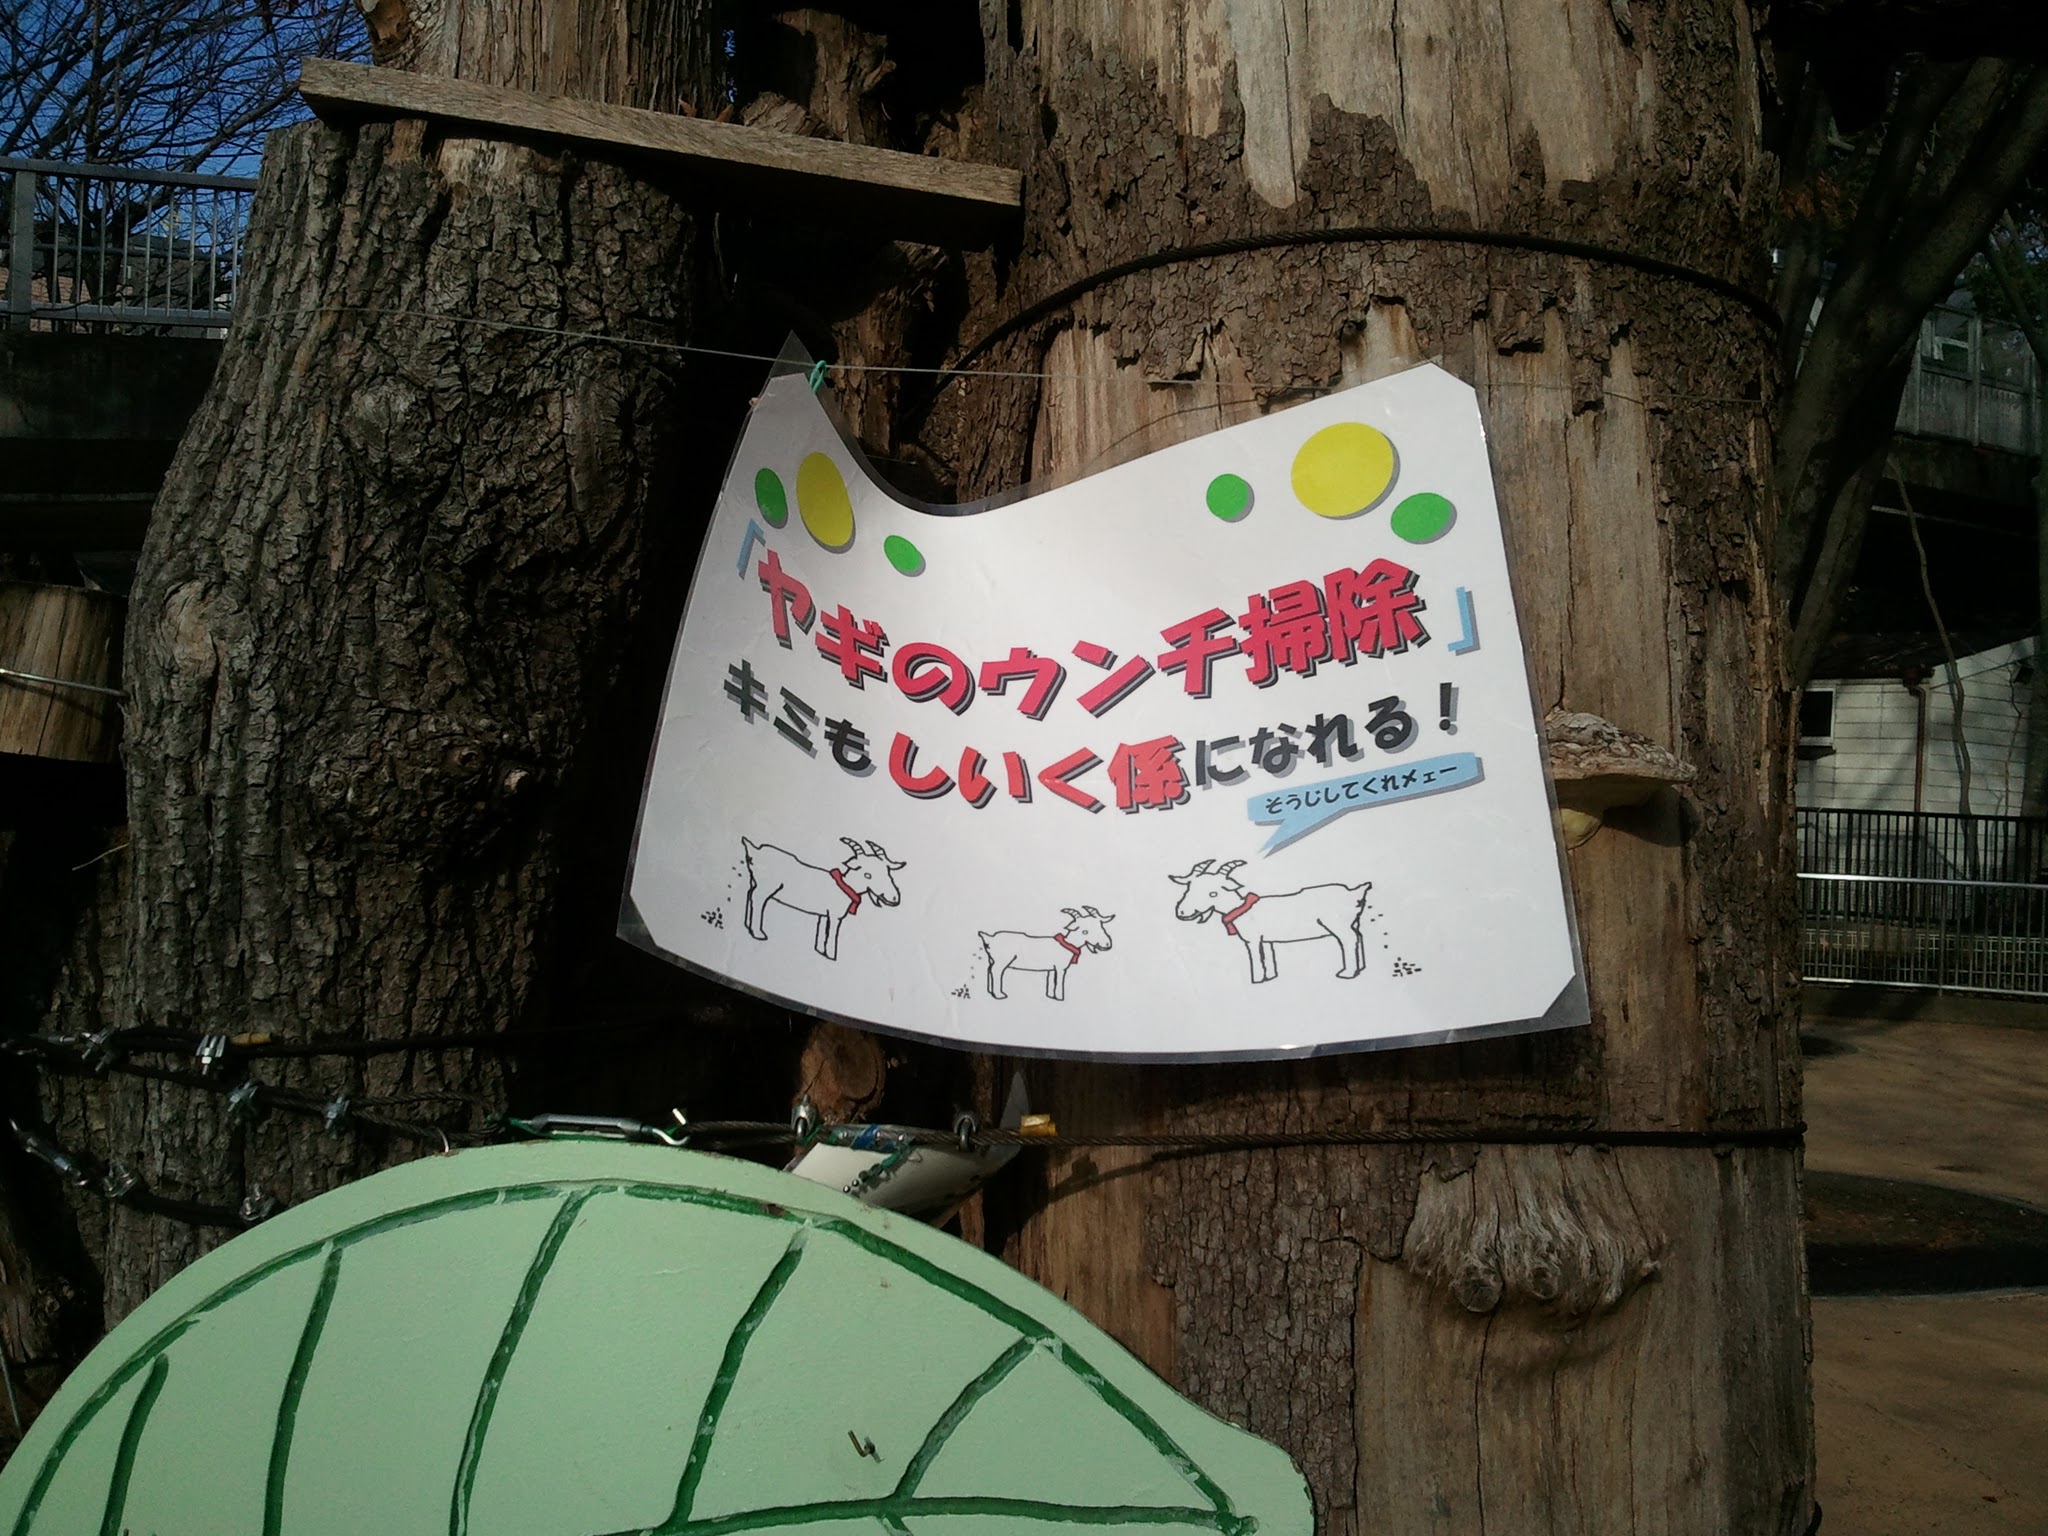 「ヤギのウンチ掃除」
キミもしいく係になれる!
そうじしてくれメェー